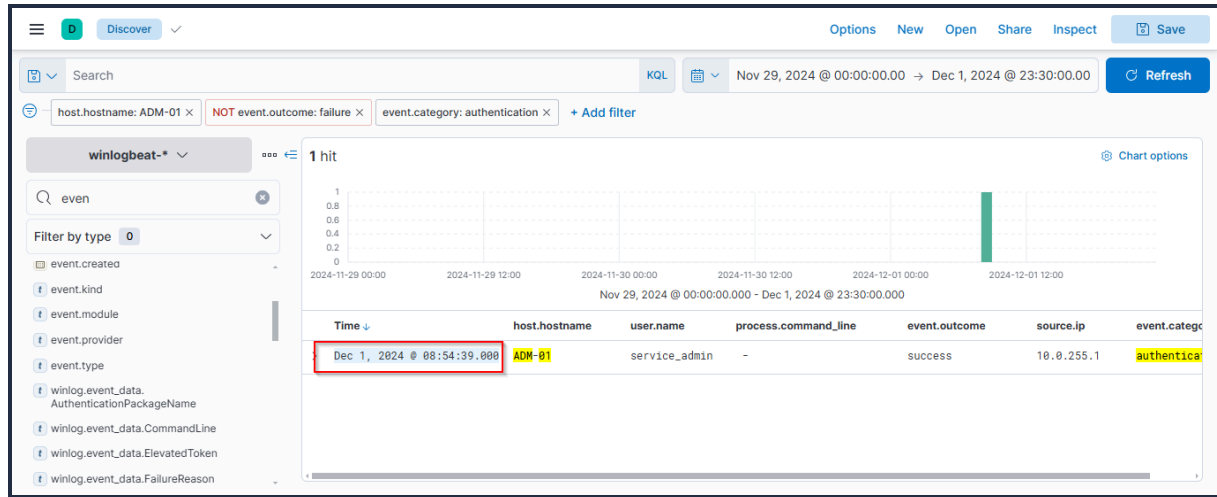 D Discover Options New Open Share Inspect Save
Search KQL Nov 29, 2024 @ 00:00:00.00 → Dec 1, 2024 @ 23:30:00.00 Refresh
host.hostname: ADM-01 × NOT event.outcome: failure × event.category: authentication × + Add filter
winlogbeat-*
1 hit Chart options
even
Filter by type 0
event.created
event.kind
event.module
event.provider
event.type
winlog.event_data.
AuthenticationPackageName
winlog.event_data.CommandLine
winlog.event_data.ElevatedToken
winlog.event_data.FailureReason
1
0.8
0.6
0.4
0.2
0
2024-11-29 00:00 2024-11-29 12:00 2024-11-30 00:00 2024-11-30 12:00 2024-12-01 00:00 2024-12-01 12:00
Nov 29, 2024 @ 00:00:00.000 - Dec 1, 2024 @ 23:30:00.000
Time ↓ host.hostname user.name process.command_line event.outcome source.ip event.catego
Dec 1, 2024 @ 08:54:39.000 ADM-01 service_admin - success 10.0.255.1 authenticat